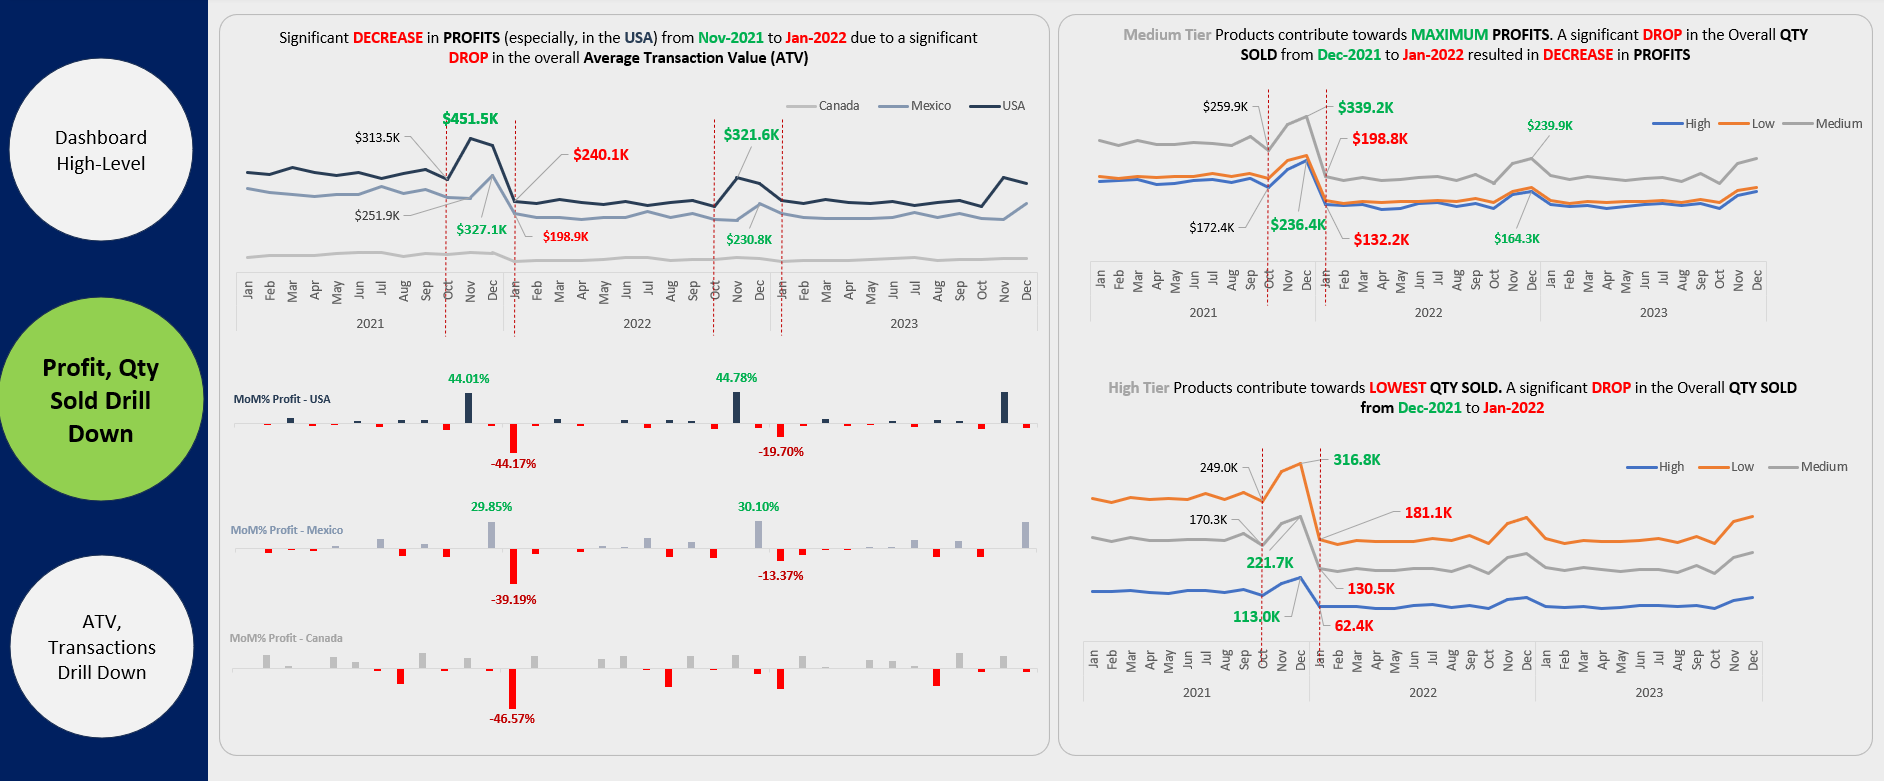 Dashboard
High-Level
Profit, Qty
Sold Drill
Down
ATV,
Transactions
Drill Down
Significant DECREASE in PROFITS (especially, in the USA) from Nov-2021 to Jan-2022 due to a significant
DROP in the overall Average Transaction Value (ATV)
Canada Mexico USA
$451.5K
$313.5K
$321.6K
$240.1K
$251.9K
$327.1K
$198.9K
$230.8K
Jan Feb Mar Apr May Jun Jul Aug Sep Oct Nov Dec Jan Feb Mar Apr May Jun Jul Aug Sep Oct Nov Dec Jan Feb Mar Apr May Jun Jul Aug Sep Oct Nov Dec
2021 2022 2023
44.01% 44.78%
MoM% Profit - USA
-44.17% -19.70%
29.85% 30.10%
MoM% Profit - Mexico
-39.19% -13.37%
MoM% Profit - Canada
-46.57%
Medium Tier Products contribute towards MAXIMUM PROFITS. A significant DROP in the Overall QTY
SOLD from Dec-2021 to Jan-2022 resulted in DECREASE in PROFITS
High Low Medium
$259.9K
$339.2K
$198.8K
$239.9K
$172.4K
$236.4K
$132.2K
$164.3K
Jan Feb Mar Apr May Jun Jul Aug Sep Oct Nov Dec Jan Feb Mar Apr May Jun Jul Aug Sep Oct Nov Dec Jan Feb Mar Apr May Jun Jul Aug Sep Oct Nov Dec
2021 2022 2023
High Tier Products contribute towards LOWEST QTY SOLD. A significant DROP in the Overall QTY SOLD
from Dec-2021 to Jan-2022
High Low Medium
249.0K
316.8K
170.3K
181.1K
221.7K
130.5K
113.0K
62.4K
Jan Feb Mar Apr May Jun Jul Aug Sep Oct Nov Dec Jan Feb Mar Apr May Jun Jul Aug Sep Oct Nov Dec Jan Feb Mar Apr May Jun Jul Aug Sep Oct Nov Dec
2021 2022 2023